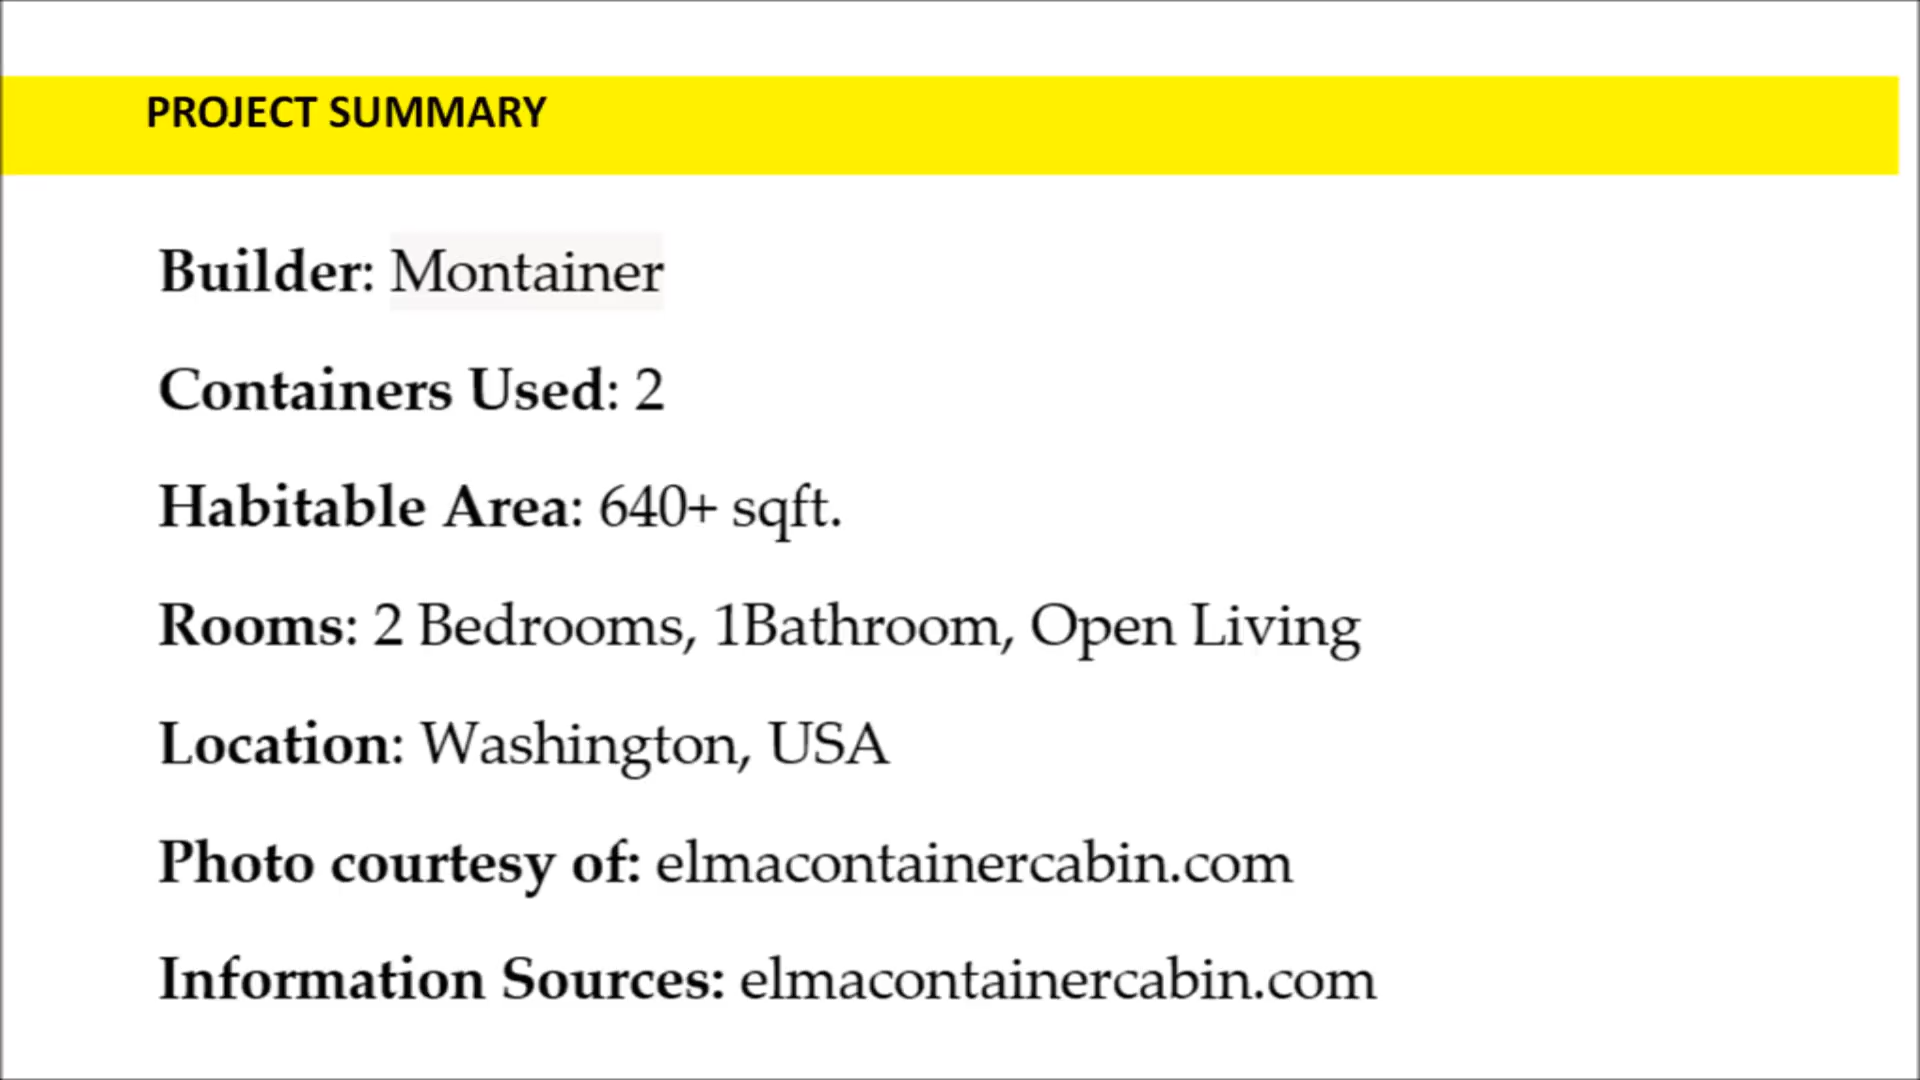 PROJECT SUMMARY
Builder: Montainer
Containers Used: 2
Habitable Area: 640+ sqft.
Rooms: 2 Bedrooms, 1Bathroom, Open Living
Location: Washington, USA
Photo courtesy of: elmacontainercabin.com
Information Sources: elmacontainercabin.com